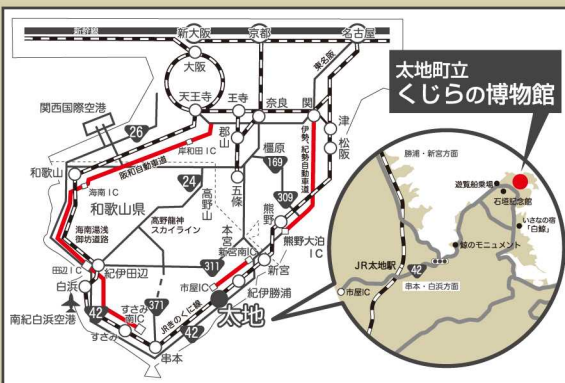 新幹線
新大阪
京都
名古屋
大阪
東名阪
天王寺
王寺
奈良
関
関西国際空港
26
岸和田IC
郡山
橿原
伊勢、紀勢自動車道
津
松阪
阪和自動車道
169
和歌山
海南IC
24
高野山
五條
309
和歌山県
熊野
海南湯浅
御坊道路
高野龍神
スカイライン
本宮
熊野大泊
IC
新宮南IC
新宮
田辺IC
紀伊田辺
311
市屋IC
紀伊勝浦
白浜
371
JRきのくに線
42
太地
南紀白浜空港
42
すさみ
南IC
すさみ
串本
太地町立
くじらの博物館
勝浦・新宮方面
遊覧船乗場
石垣記念館
いさなの宿
「白鯨」
鯨のモニュメント
JR太地駅
42
市屋IC
串本・白浜方面